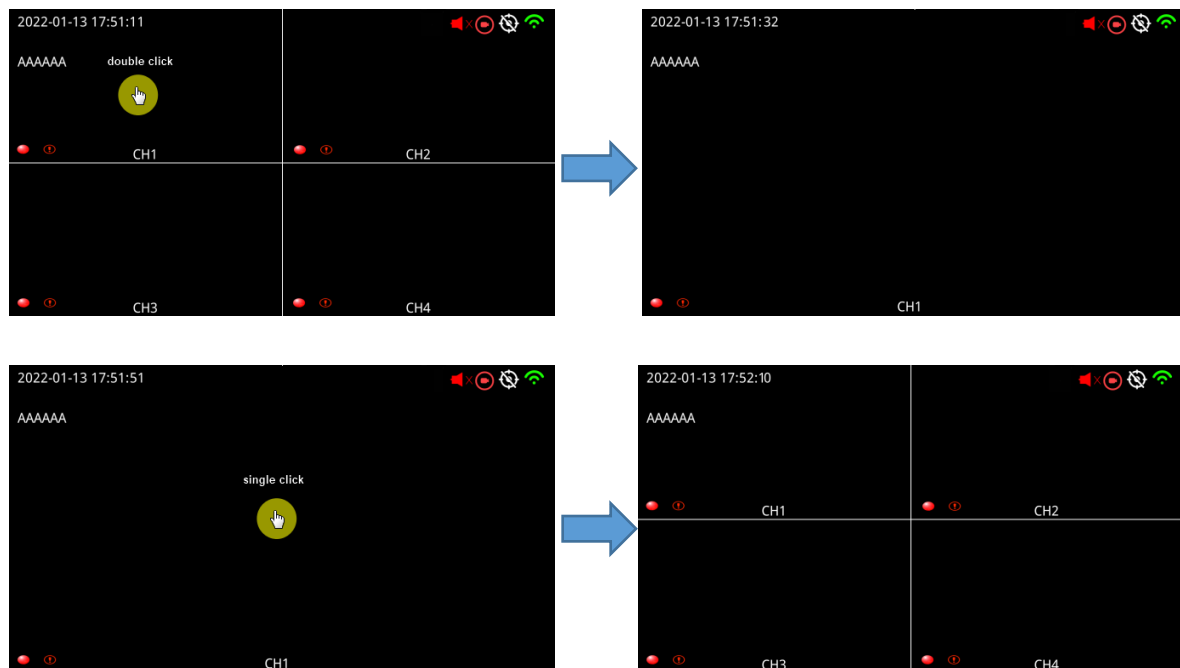 2022-01-13 17:51:11
AAAAAA
double click
CH1
CH2
CH3
CH4
2022-01-13 17:51:32
AAAAAA
CH1
2022-01-13 17:51:51
AAAAAA
single click
CH1
2022-01-13 17:52:10
AAAAAA
CH1
CH2
CH3
CH4